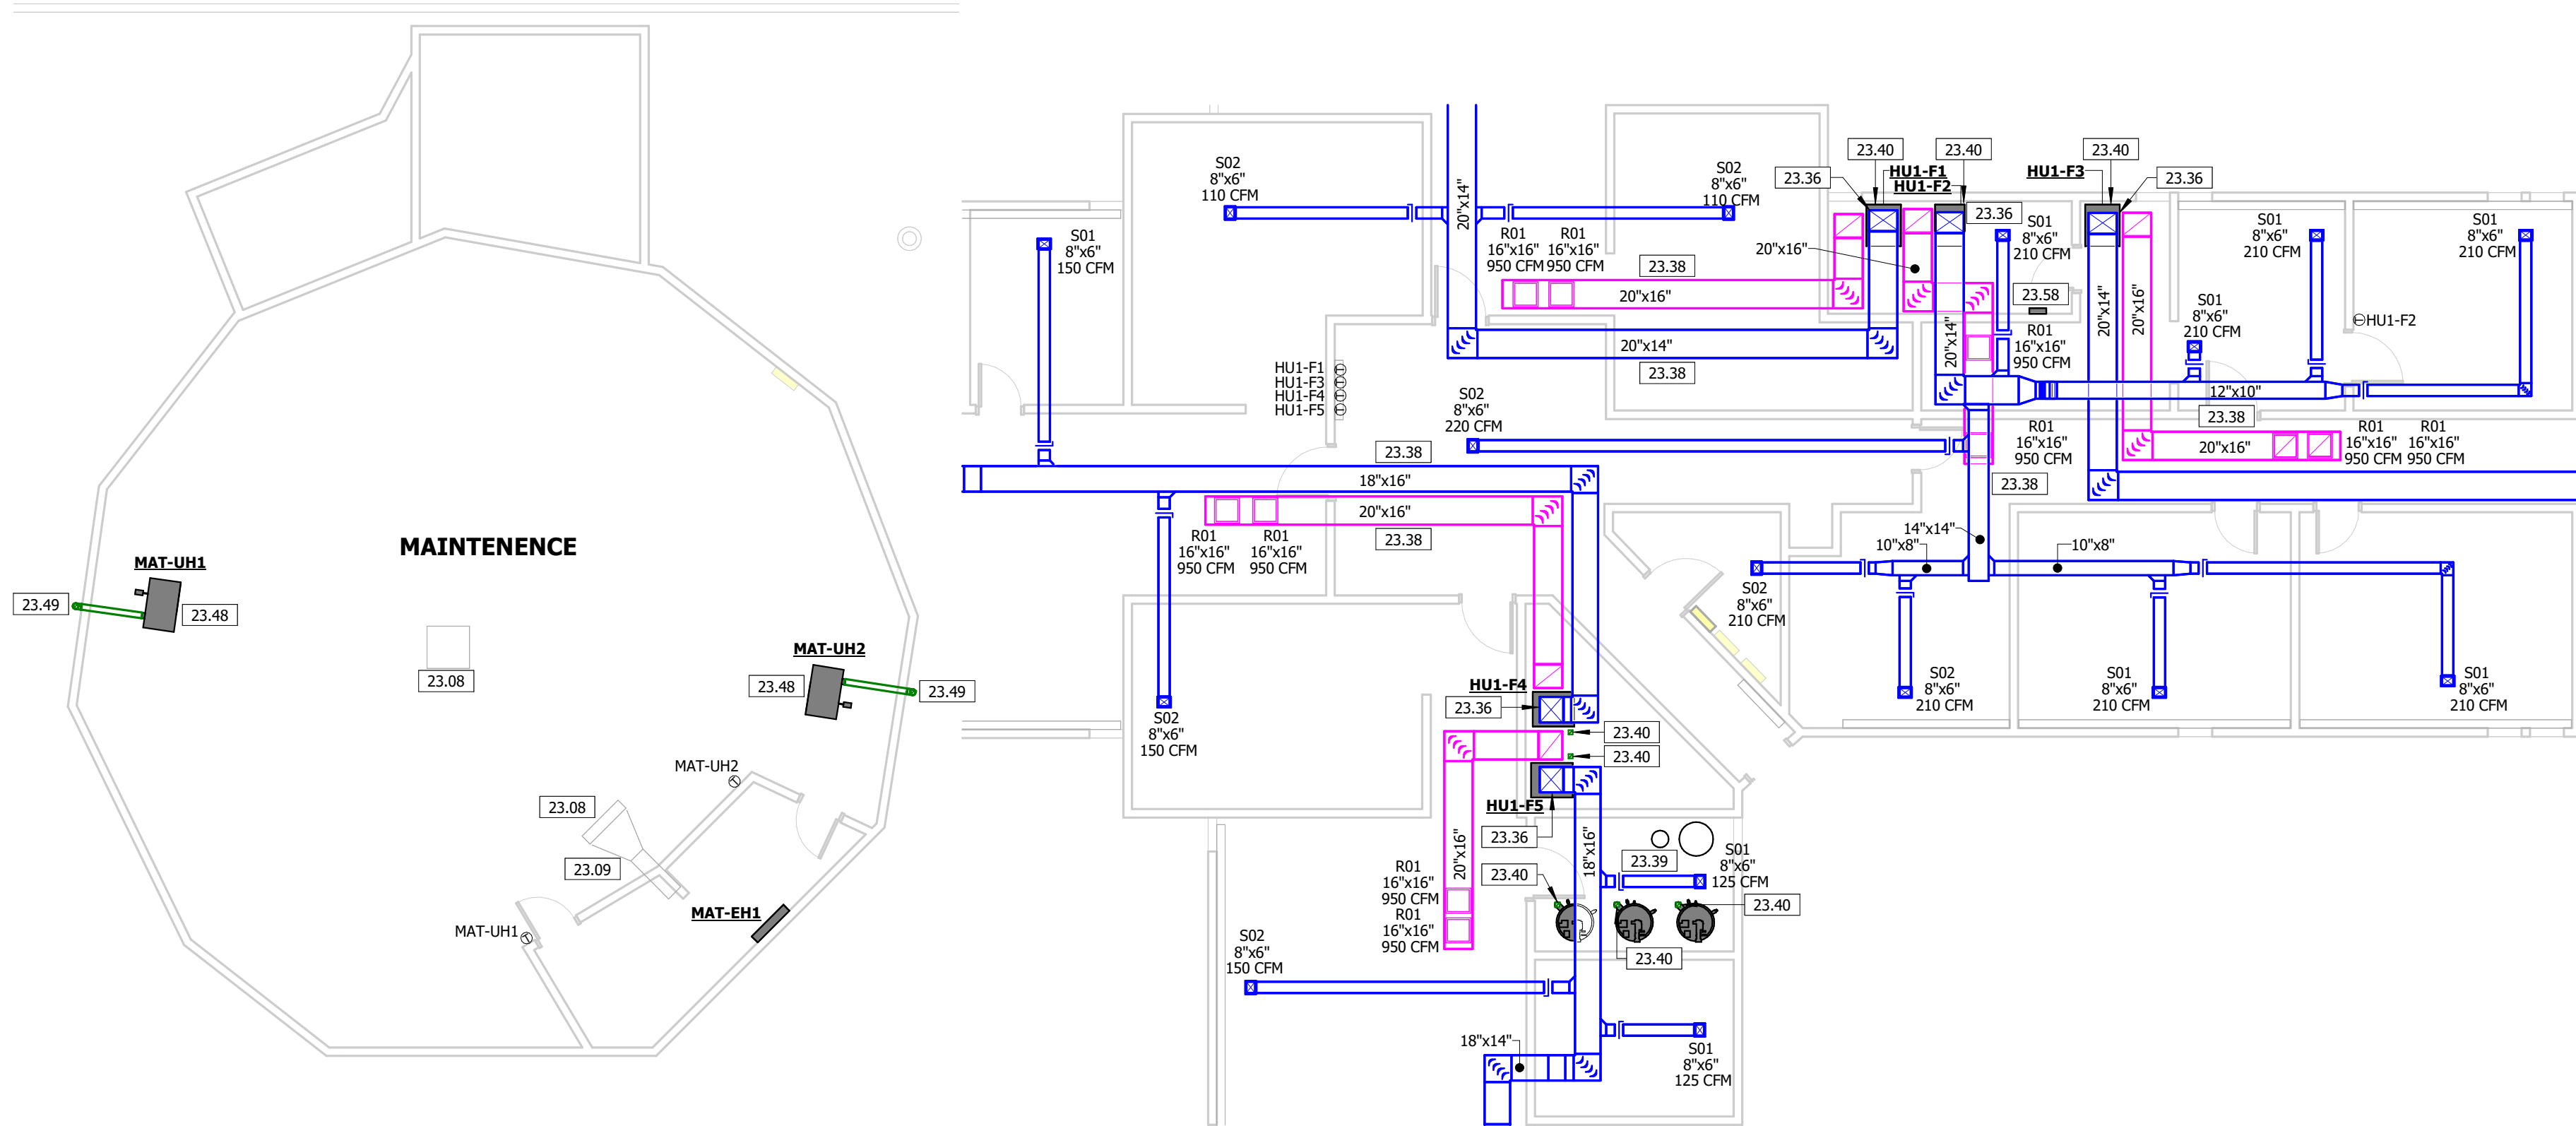 MAINTENENCE
MAT-UH1
23.49
23.48
23.08
MAT-UH2
23.48
23.49
MAT-UH2
23.08
23.09
MAT-UH1
MAT-EH1
S01
8"x6"
150 CFM
S02
8"x6"
110 CFM
20"x14"
S02
8"x6"
110 CFM
R01
16"x16"
950 CFM
R01
16"x16"
950 CFM
23.38
20"x16"
20"x14"
23.38
HU1-F1
HU1-F3
HU1-F4
HU1-F5
23.40
23.36
HU1-F1
HU1-F2
23.40
23.36
20"x16"
20"x14"
S01
8"x6"
210 CFM
23.58
R01
16"x16"
950 CFM
HU1-F3
23.40
23.36
20"x14"
20"x16"
S01
8"x6"
210 CFM
S01
8"x6"
210 CFM
S01
8"x6"
210 CFM
HU1-F2
12"x10"
23.38
20"x16"
R01
16"x16"
950 CFM
R01
16"x16"
950 CFM
R01
16"x16"
950 CFM
23.38
S02
8"x6"
220 CFM
23.38
18"x16"
20"x16"
23.38
R01
16"x16"
950 CFM
R01
16"x16"
950 CFM
14"x14"
10"x8"
10"x8"
S02
8"x6"
210 CFM
S02
8"x6"
210 CFM
S01
8"x6"
210 CFM
S01
8"x6"
210 CFM
S02
8"x6"
150 CFM
HU1-F4
23.36
23.40
23.40
HU1-F5
23.36
20"x16"
18"x16"
R01
16"x16"
950 CFM
R01
16"x16"
950 CFM
23.40
23.39
S01
8"x6"
125 CFM
23.40
23.40
S02
8"x6"
150 CFM
18"x14"
S01
8"x6"
125 CFM